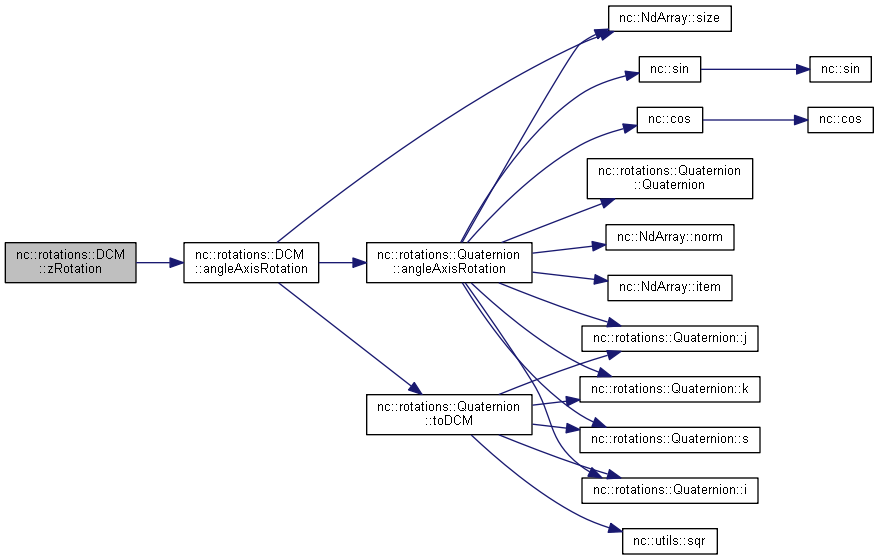 nc::rotations::DCM
::zRotation
nc::rotations::DCM
::angleAxisRotation
nc::rotations::Quaternion
::angleAxisRotation
nc::rotations::Quaternion
::toDCM
nc::NdArray::size
nc::sin
nc::sin
nc::cos
nc::cos
nc::rotations::Quaternion
::Quaternion
nc::NdArray::norm
nc::NdArray::item
nc::rotations::Quaternion::j
nc::rotations::Quaternion::k
nc::rotations::Quaternion::s
nc::rotations::Quaternion::i
nc::utils::sqr